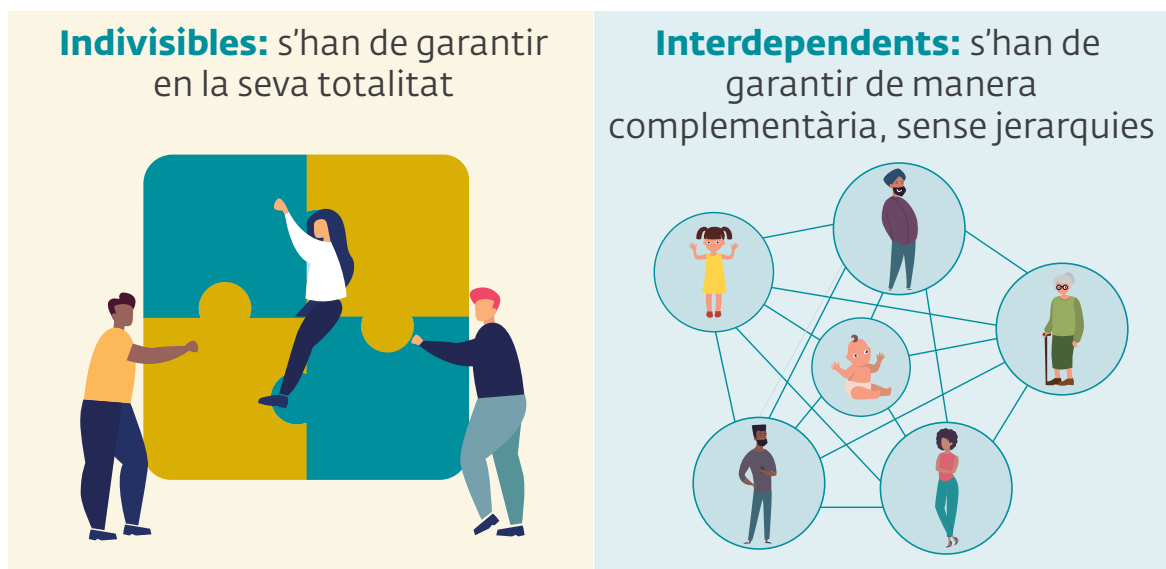 Indivisibles: s'han de garantir
en la seva totalitat
Interdependents: s'han de
garantir de manera
complementària, sense jerarquies